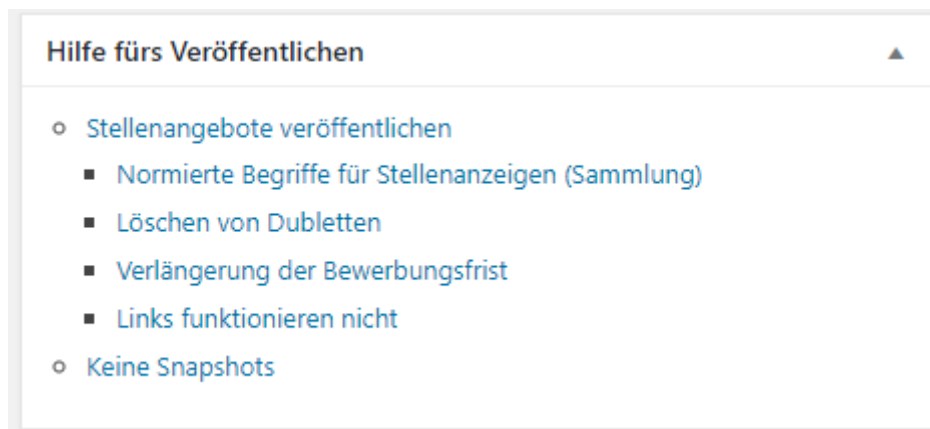 Hilfe fürs Veröffentlichen
Stellenangebote veröffentlichen
Normierte Begriffe für Stellenanzeigen (Sammlung)
Löschen von Dubletten
Verlängerung der Bewerbungsfrist
Links funktionieren nicht
Keine Snapshots